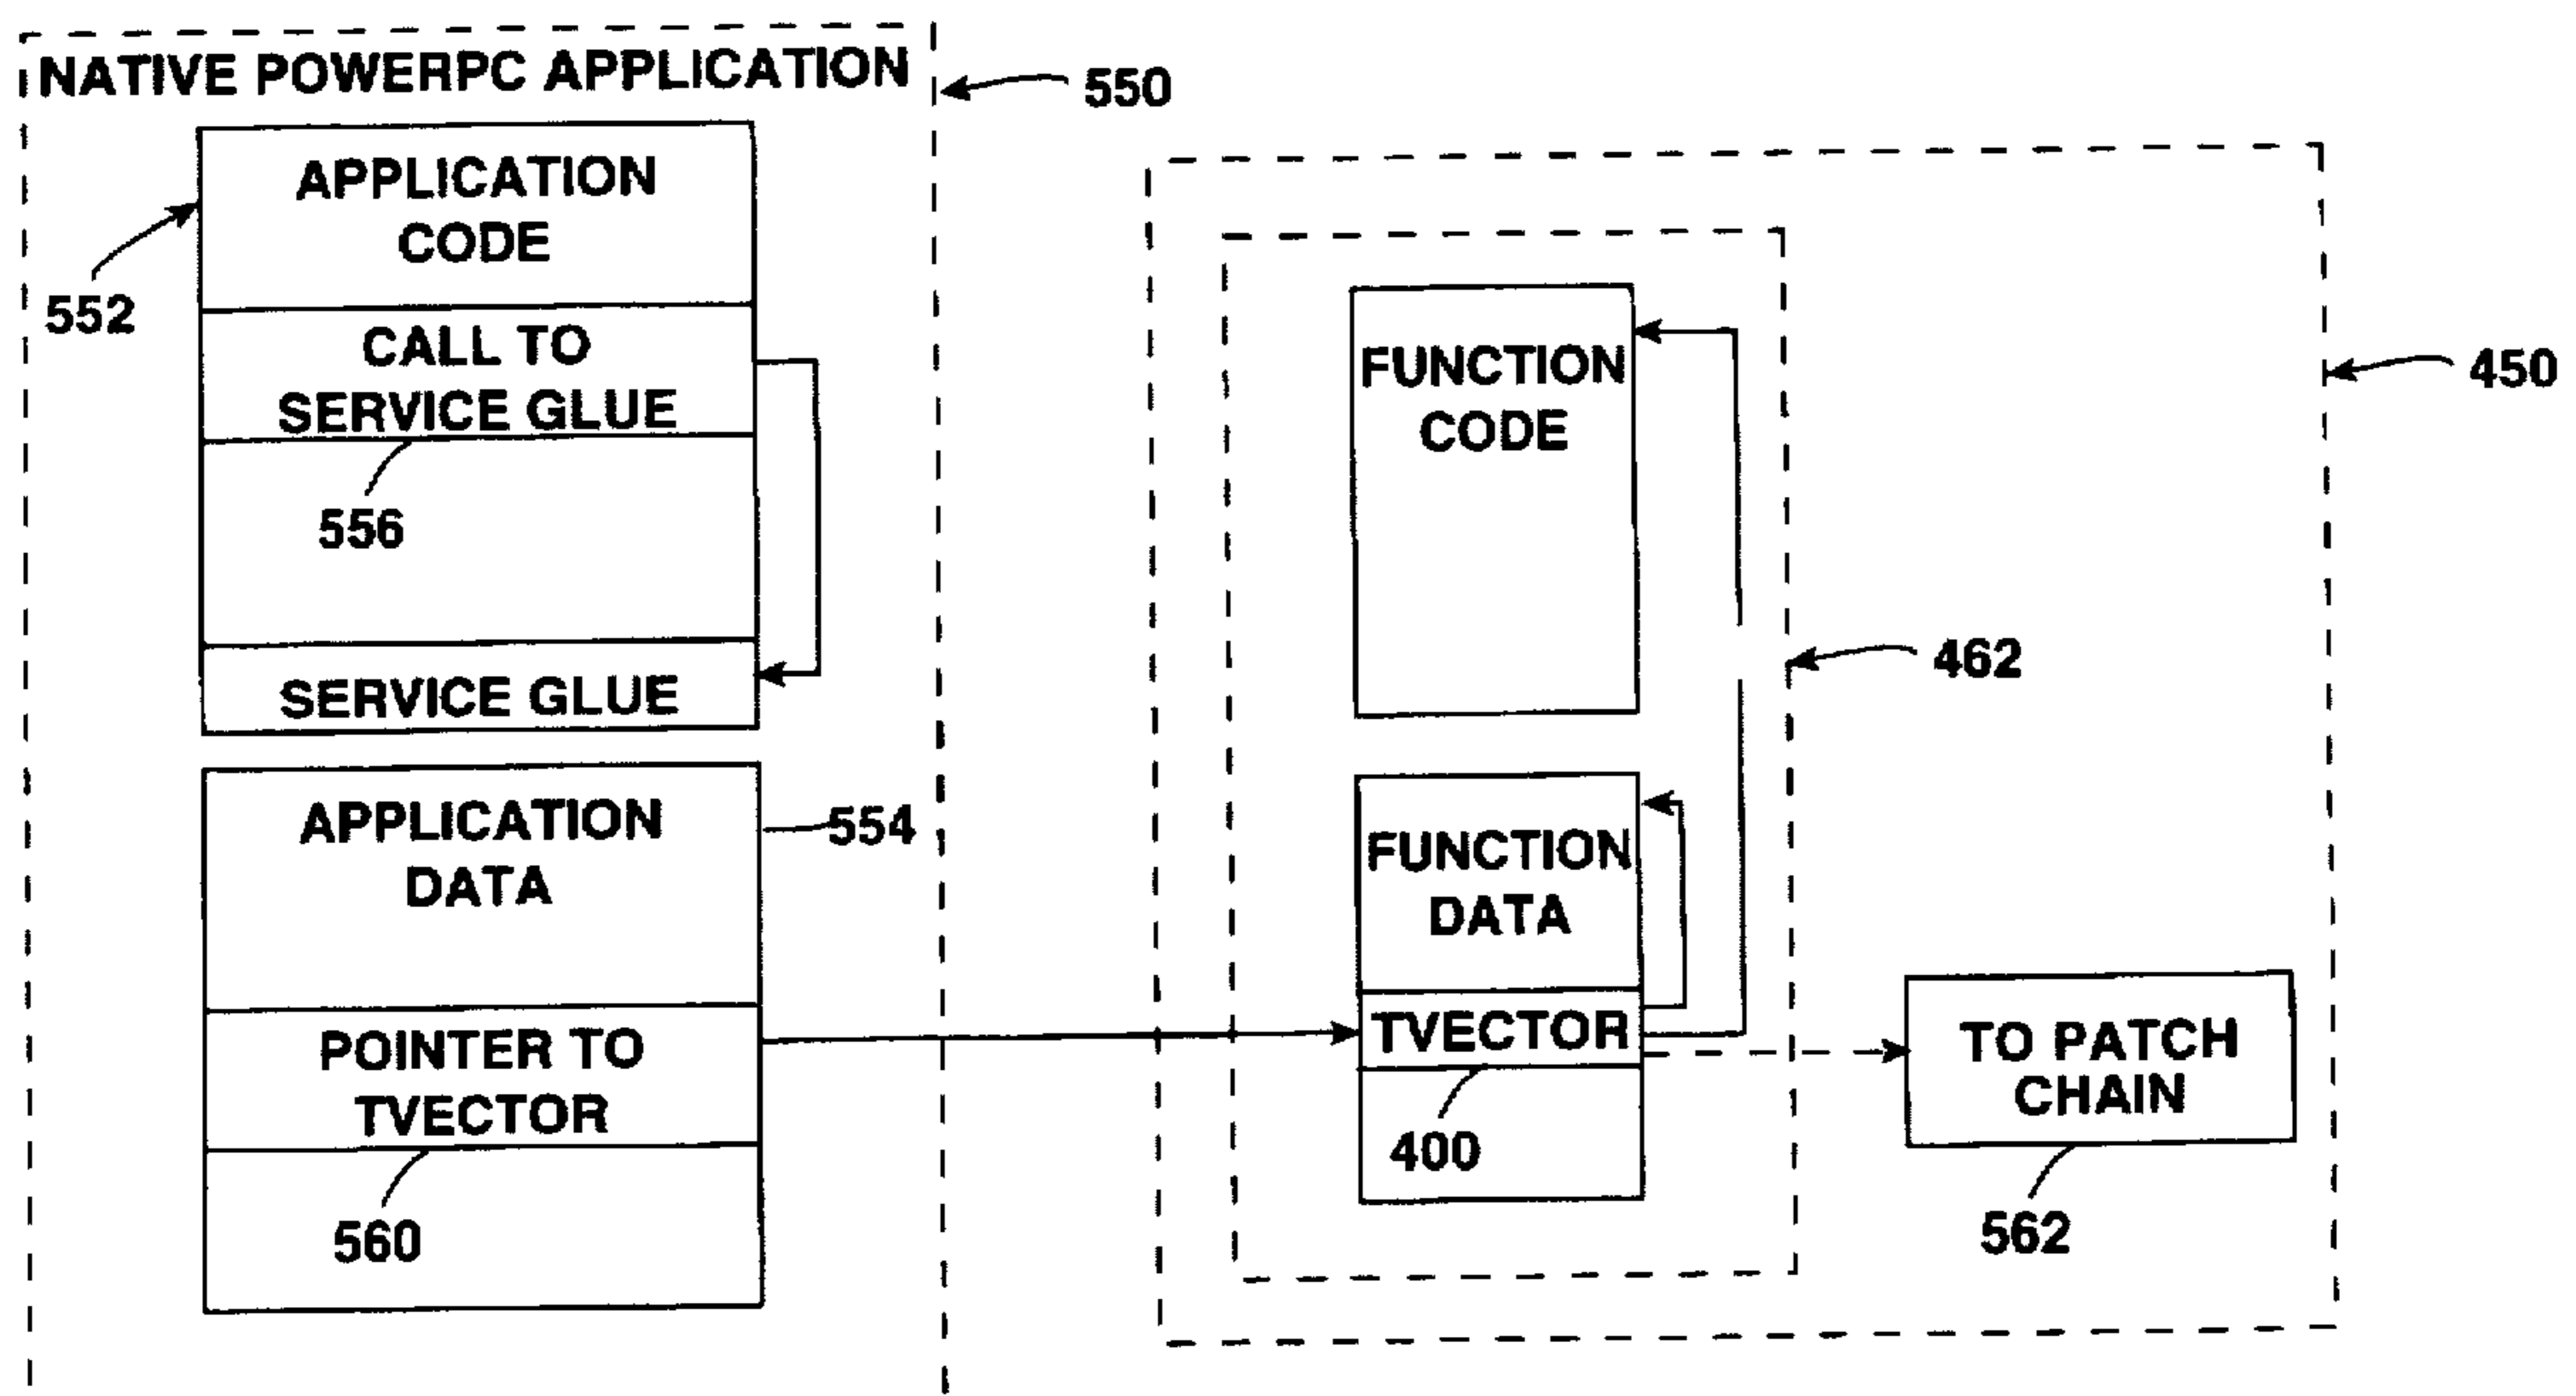 NATIVE POWERPC APPLICATION
550
APPLICATION
CODE
552
CALL TO
SERVICE GLUE
556
SERVICE GLUE
APPLICATION
DATA
554
POINTER TO
TVECTOR
560
FUNCTION
CODE
450
462
FUNCTION
DATA
TVECTOR
400
TO PATCH
CHAIN
562